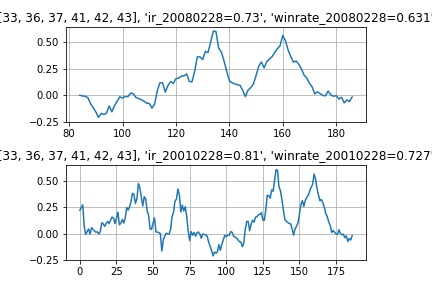 [33, 36, 37, 41, 42, 43], 'ir_20080228=0.73', 'winrate_20080228=0.631'
0.50
0.25
0.00
−0.25
80 100 120 140 160 180
[33, 36, 37, 41, 42, 43], 'ir_20010228=0.81', 'winrate_20010228=0.727'
0.50
0.25
0.00
−0.25
0 25 50 75 100 125 150 175